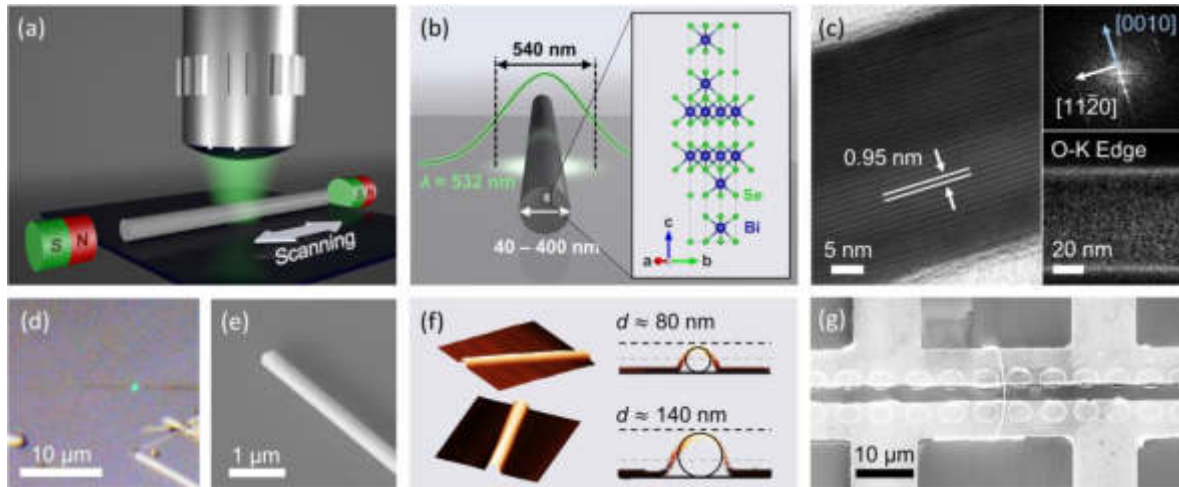 (a)
S
N
N
Scanning
(b)
540 nm
λ = 532 nm
40 – 400 nm
Se
Bi
c
a
b
(c)
0.95 nm
5 nm
[0010]
[112̄0]
O-K Edge
20 nm
(d)
10 μm
(e)
1 μm
(f)
d ≈ 80 nm
d ≈ 140 nm
(g)
10 μm